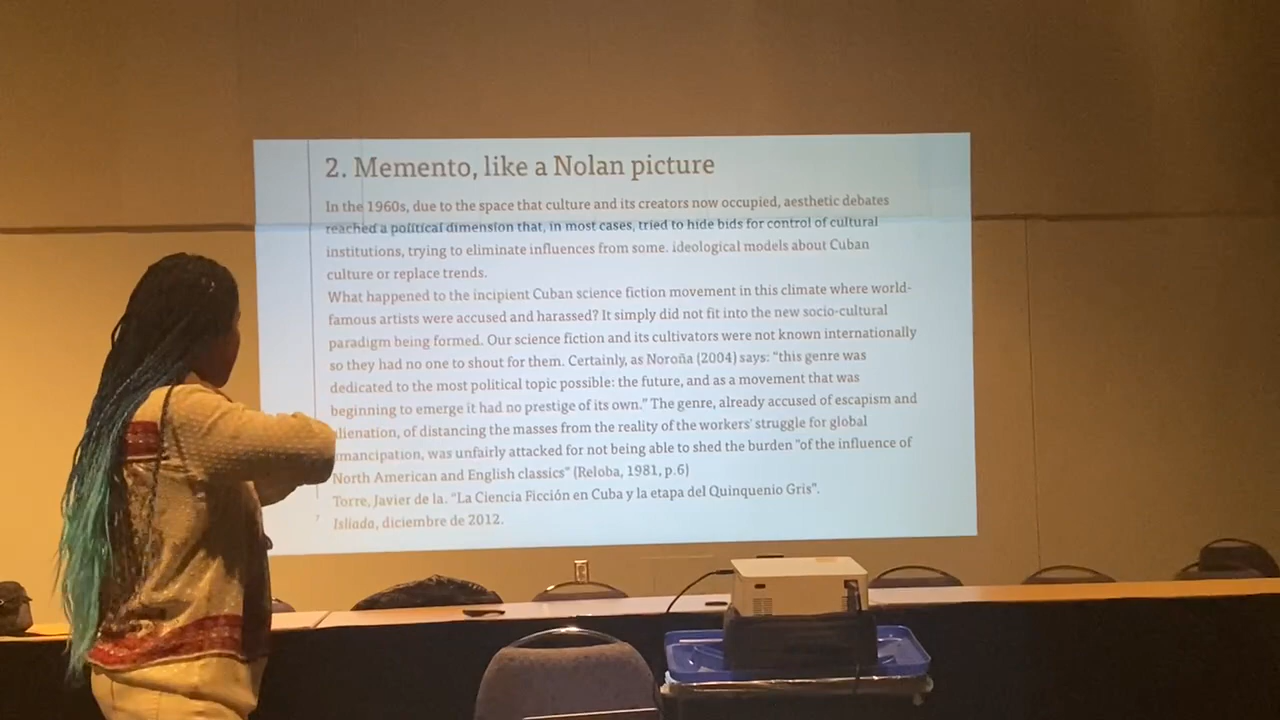 2. Memento, like a Nolan picture
In the 1960s, due to the space that culture and its creators now occupied, aesthetic debates
reached a political dimension that, in most cases, tried to hide bids for control of cultural
institutions, trying to eliminate influences from some. ideological models about Cuban
culture or replace trends.
What happened to the incipient Cuban science fiction movement in this climate where world-
famous artists were accused and harassed? It simply did not fit into the new socio-cultural
paradigm being formed. Our science fiction and its cultivators were not known internationally
so they had no one to shout for them. Certainly, as Noroña (2004) says: "this genre was
dedicated to the most political topic possible: the future, and as a movement that was
beginning to emerge it had no prestige of its own." The genre, already accused of escapism and
lienation, of distancing the masses from the reality of the workers' struggle for global
mancipation, was unfairly attacked for not being able to shed the burden "of the influence of
North American and English classics" (Reloba, 1981, p.6)
Torre, Javier de la. "La Ciencia Ficción en Cuba y la etapa del Quinquenio Gris".
Isliada, diciembre de 2012.
7